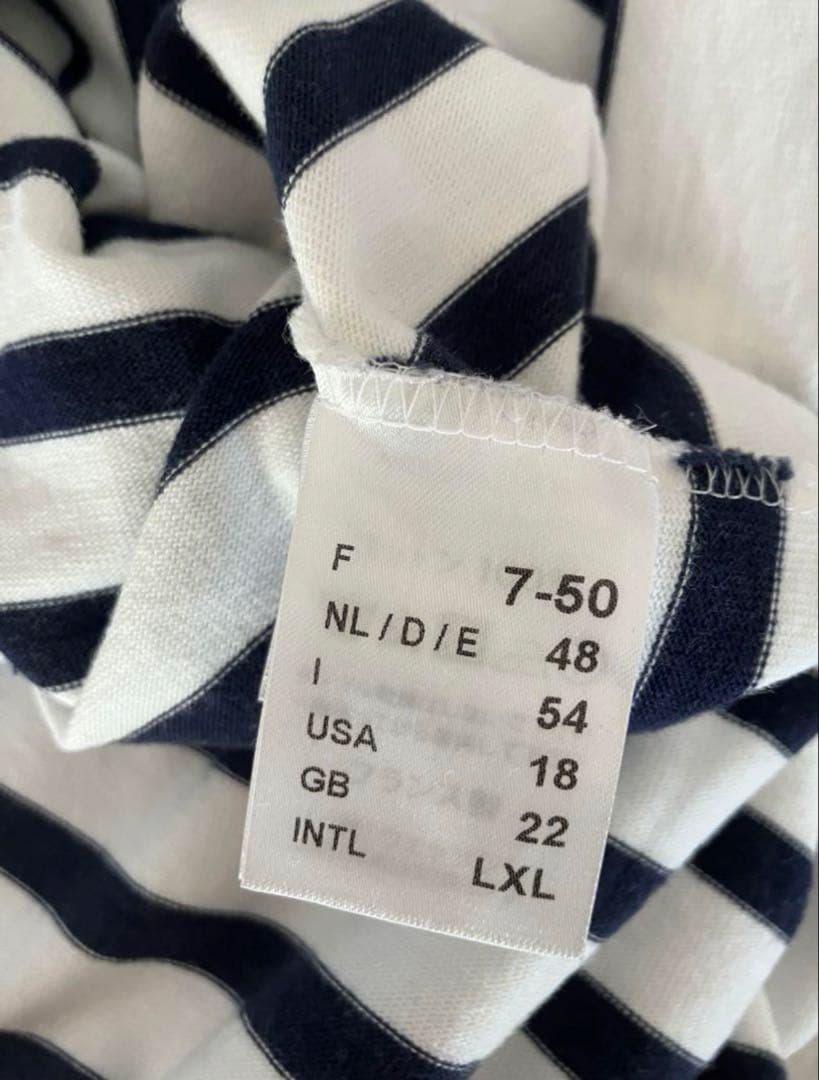 F 7-50
NL / D / E 48
I 54
USA 18
GB 22
INTL LXL